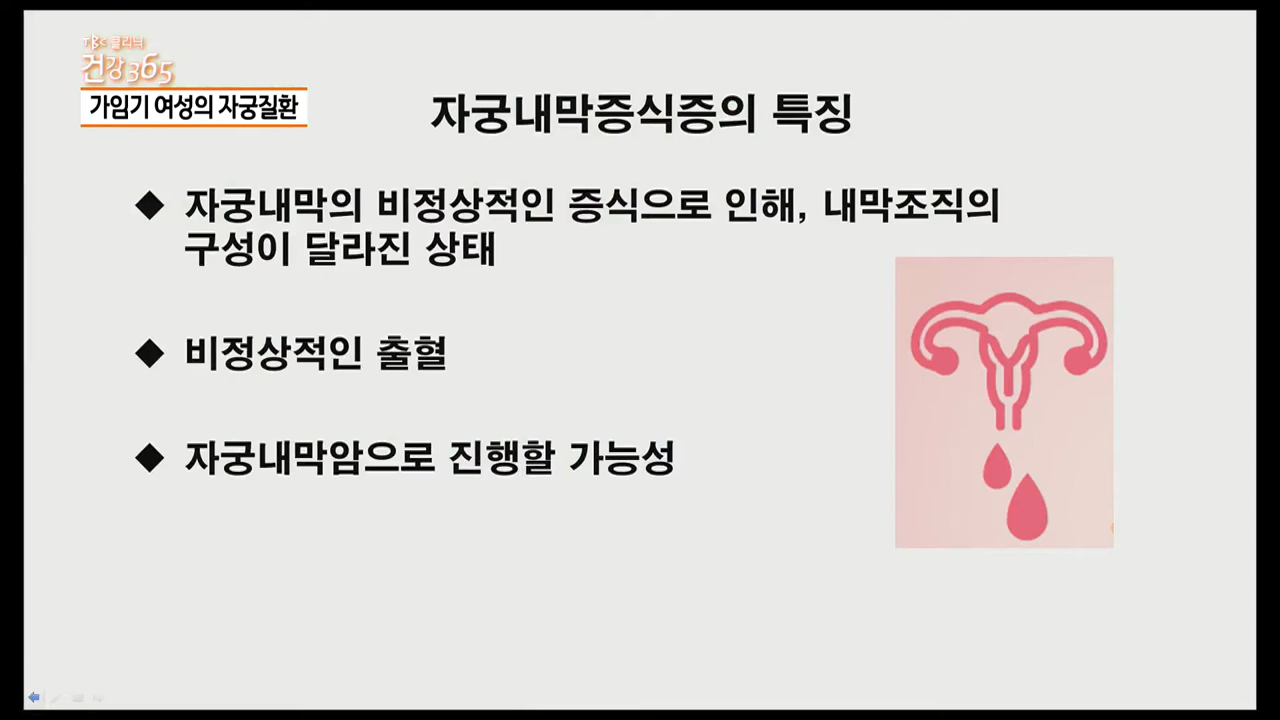 TBC 클리닉
건강365
가임기 여성의 자궁질환
자궁내막증식증의 특징
◆ 자궁내막의 비정상적인 증식으로 인해, 내막조직의
구성이 달라진 상태
◆ 비정상적인 출혈
◆ 자궁내막암으로 진행할 가능성